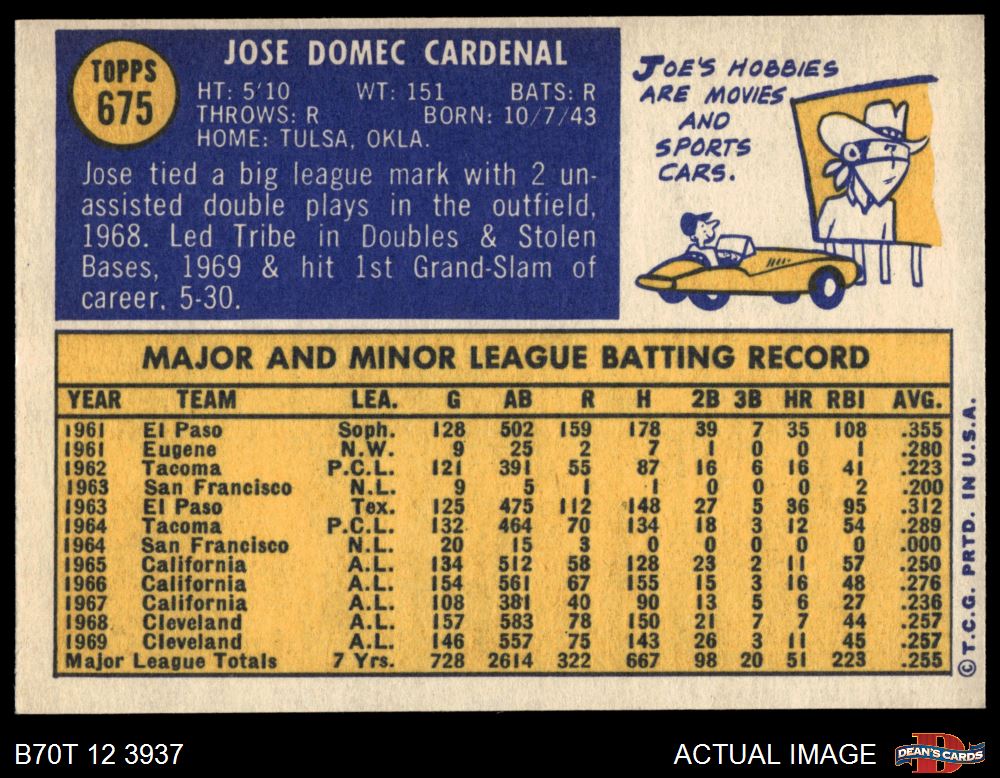 TOPPS
675
JOSE DOMEC CARDENAL
HT: 5'10 WT: 151 BATS: R
THROWS: R BORN: 10/7/43
HOME: TULSA, OKLA.
Jose tied a big league mark with 2 un-
assisted double plays in the outfield,
1968. Led Tribe in Doubles & Stolen
Bases, 1969 & hit 1st Grand-Slam of
career, 5-30.
JOE'S HOBBIES
ARE MOVIES
AND
SPORTS
CARS.
MAJOR AND MINOR LEAGUE BATTING RECORD
YEAR TEAM LEA. G AB R H 2B 3B HR RBI AVG.
1961 El Paso Soph. 128 502 159 178 39 7 35 108 .355
1961 Eugene N.W. 9 25 2 7 1 0 0 1 .280
1962 Tacoma P.C.L. 121 391 55 87 16 6 16 41 .223
1963 San Francisco N.L. 9 5 1 1 0 0 0 2 .200
1963 El Paso Tex. 125 475 112 148 27 5 36 95 .312
1964 Tacoma P.C.L. 132 464 70 134 18 3 12 54 .289
1964 San Francisco N.L. 20 15 3 0 0 0 0 0 .000
1965 California A.L. 134 512 58 128 23 2 11 57 .250
1966 California A.L. 154 561 67 155 15 3 16 48 .276
1967 California A.L. 108 381 40 90 13 5 6 27 .236
1968 Cleveland A.L. 157 583 78 150 21 7 7 44 .257
1969 Cleveland A.L. 146 557 75 143 26 3 11 45 .257
Major League Totals 7 Yrs. 728 2614 322 667 98 20 51 223 .255
© T.C.G. PRTD. IN U.S.A.
B70T 12 3937
ACTUAL IMAGE
DEAN'S CARDS